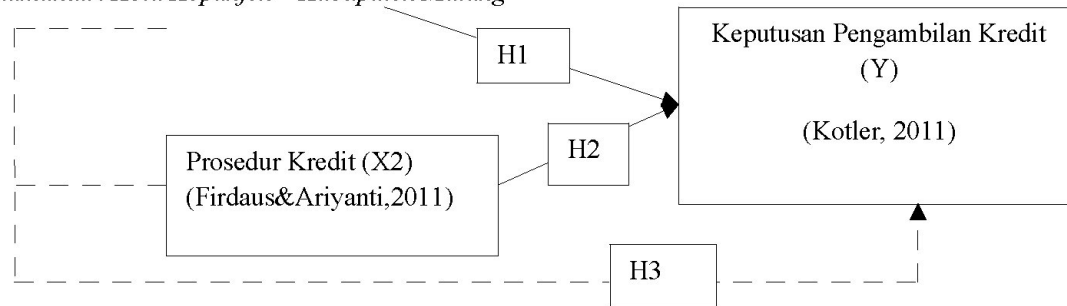 Keputusan Pengambilan Kredit
(Y)
(Kotler, 2011)
H1
H2
Prosedur Kredit (X2)
(Firdaus&Ariyanti,2011)
H3